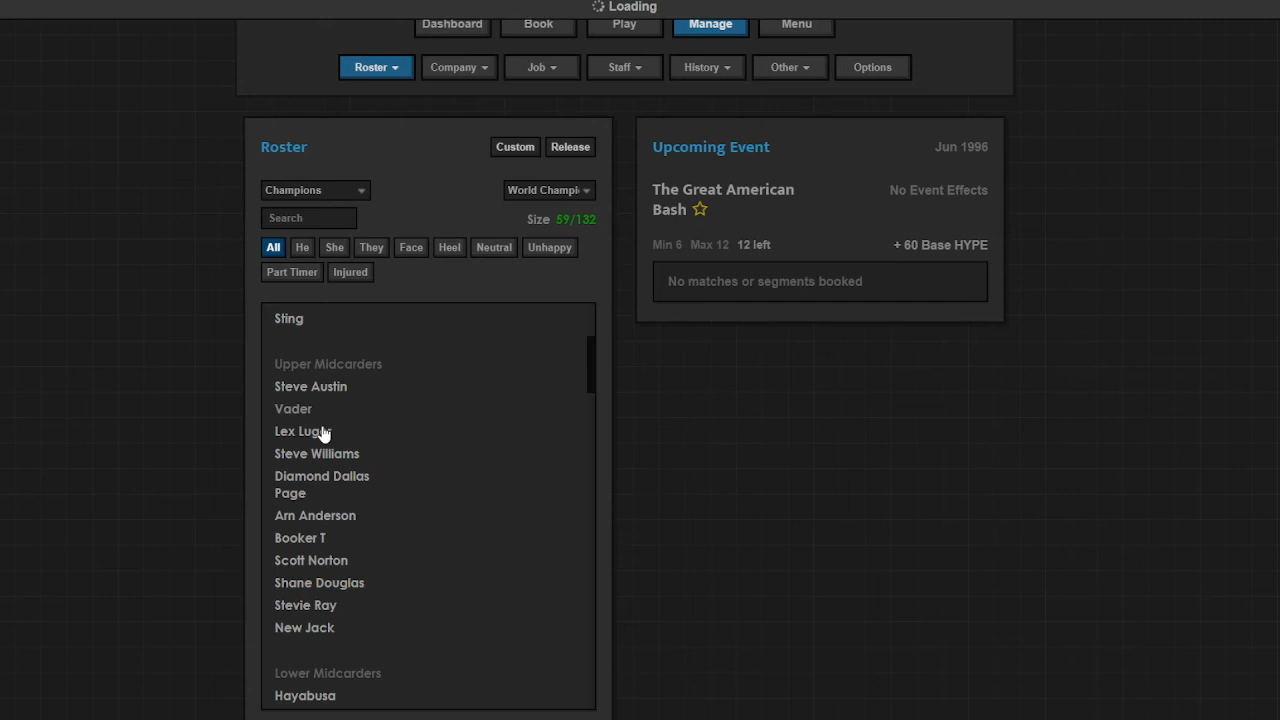 Loading
Dashboard Book Play Manage Menu
Roster Company Job Staff History Other Options
Roster Custom Release
Champions World Champi
Search Size 59/132
All He She They Face Heel Neutral Unhappy
Part Timer Injured
Sting
Upper Midcarders
Steve Austin
Vader
Lex Luger
Steve Williams
Diamond Dallas
Page
Arn Anderson
Booker T
Scott Norton
Shane Douglas
Stevie Ray
New Jack
Lower Midcarders
Hayabusa
Upcoming Event Jun 1996
The Great American
Bash No Event Effects
Min 6 Max 12 12 left + 60 Base HYPE
No matches or segments booked